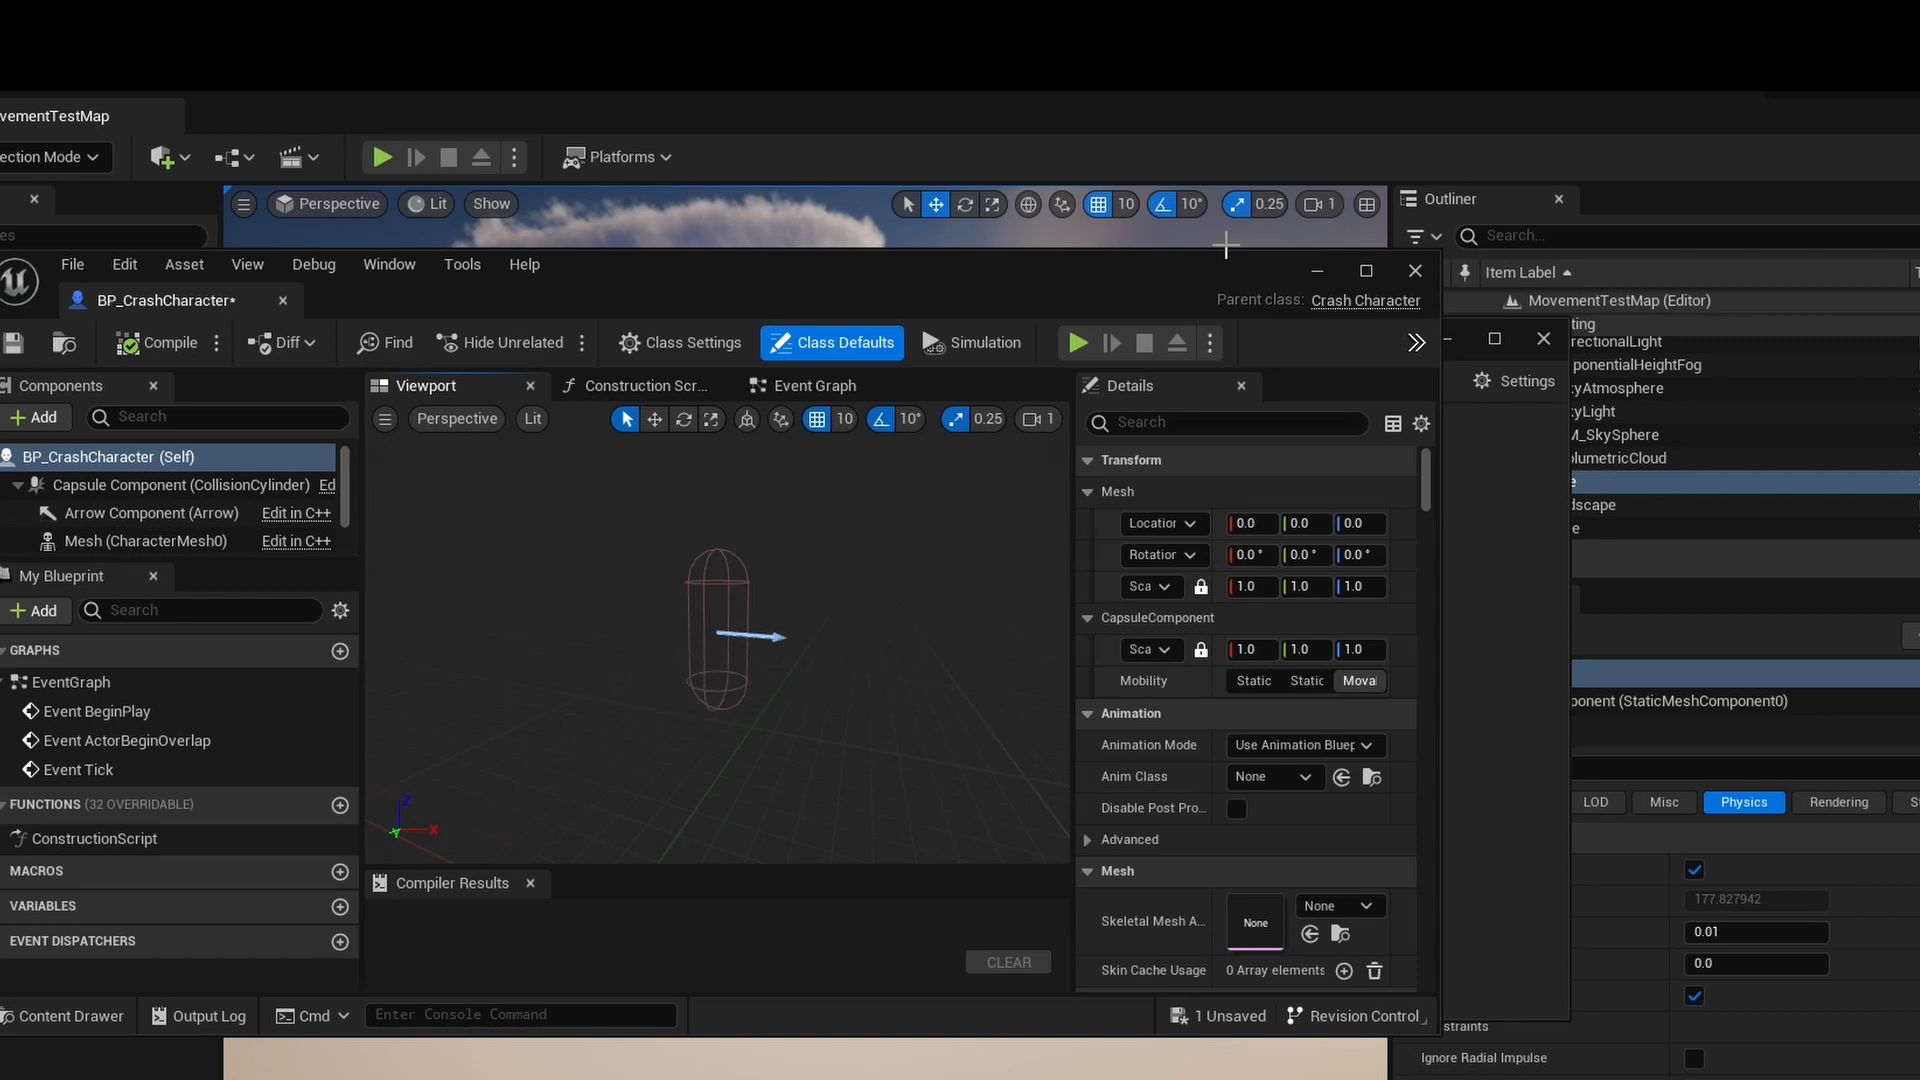 vementTestMap
ection Mode
Platforms
Perspective
Lit
Show
10
10°
0.25
1
Outliner
es
Search...
Item Label
MovementTestMap (Editor)
ting
rectionalLight
ponentialHeightFog
kyAtmosphere
kyLight
M_SkySphere
olumetricCloud
e
dscape
e
File
Edit
Asset
View
Debug
Window
Tools
Help
BP_CrashCharacter*
Parent class: Crash Character
Compile
Diff
Find
Hide Unrelated
Class Settings
Class Defaults
Simulation
Settings
Components
Add
Search
BP_CrashCharacter (Self)
Capsule Component (CollisionCylinder) Ed
Arrow Component (Arrow) Edit in C++
Mesh (CharacterMesh0) Edit in C++
My Blueprint
Add
Search
GRAPHS
EventGraph
Event BeginPlay
Event ActorBeginOverlap
Event Tick
FUNCTIONS (32 OVERRIDABLE)
ConstructionScript
MACROS
VARIABLES
EVENT DISPATCHERS
Viewport
Construction Scr...
Event Graph
Perspective
Lit
10
10°
0.25
1
Z
X
Y
Compiler Results
CLEAR
Details
Search
Transform
Mesh
Location 0.0 0.0 0.0
Rotation 0.0° 0.0° 0.0°
Sca 1.0 1.0 1.0
CapsuleComponent
Sca 1.0 1.0 1.0
Mobility Static Static Moval
Animation
Animation Mode Use Animation Bluep
Anim Class None
Disable Post Pro...
Advanced
Mesh
Skeletal Mesh A... None None
Skin Cache Usage 0 Array elements
ponent (StaticMeshComponent0)
LOD
Misc
Physics
Rendering
St
177.827942
0.01
0.0
straints
Ignore Radial Impulse
Content Drawer
Output Log
Cmd
Enter Console Command
1 Unsaved
Revision Control